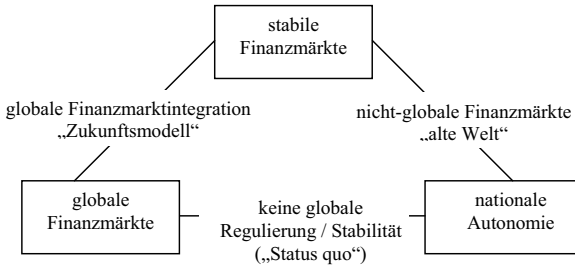 stabile
Finanzmärkte
globale Finanzmarktintegration
„Zukunftsmodell“
nicht-globale Finanzmärkte
„alte Welt“
globale
Finanzmärkte
keine globale
Regulierung / Stabilität
(„Status quo“)
nationale
Autonomie